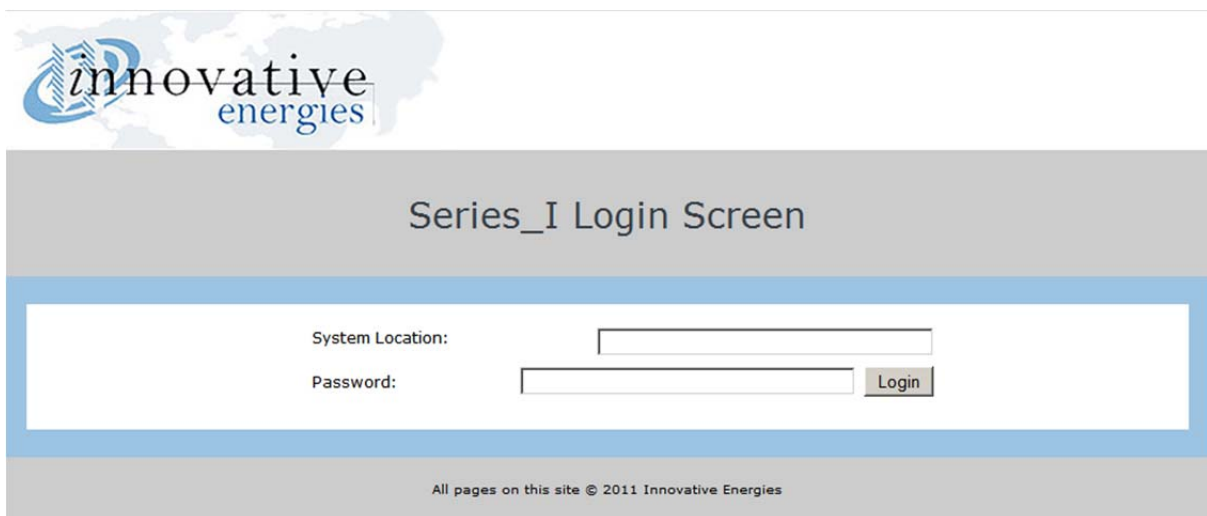 innovative
energies
Series_I Login Screen
System Location:
Password:
Login
All pages on this site © 2011 Innovative Energies